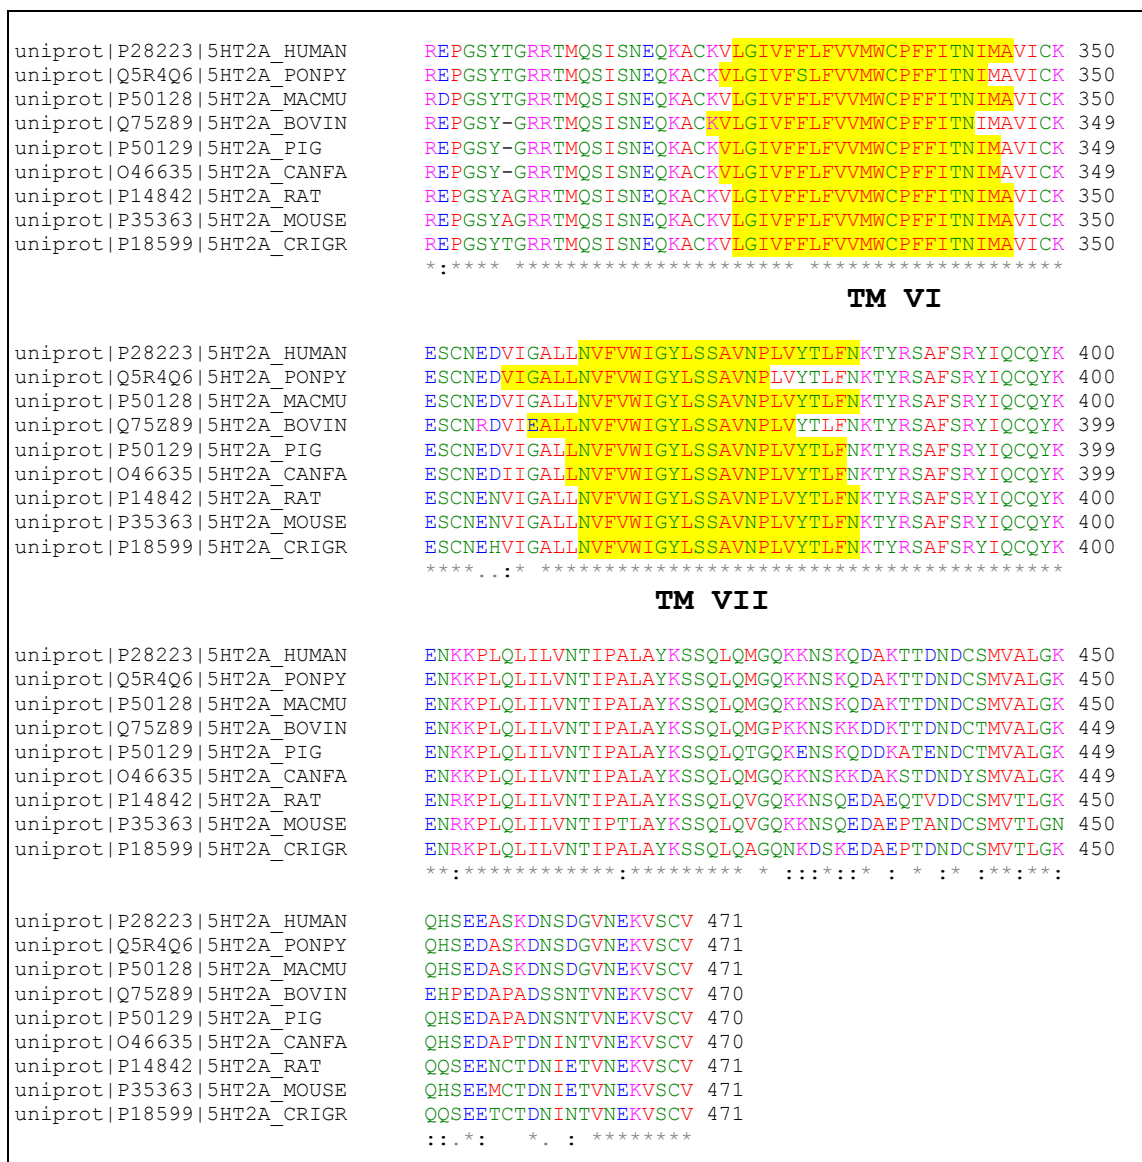 uniprot|P28223|5HT2A_HUMAN REPGSYTGRRTMQSISNEQKACKVLGIVFFLFVVMWCPFFITNIMAVICK 350
uniprot|Q5R4Q6|5HT2A_PONPY REPGSYTGRRTMQSISNEQKACKVLGIVFSLFVVMWCPFFITNIMAVICK 350
uniprot|P50128|5HT2A_MACMU RDPGSYTGRRTMQSISNEQKACKVLGIVFFLFVVMWCPFFITNIMAVICK 350
uniprot|Q75Z89|5HT2A_BOVIN REPGSY-GRRTMQSISNEQKACKVLGIVFFLFVVMWCPFFITNIMAVICK 349
uniprot|P50129|5HT2A_PIG REPGSY-GRRTMQSISNEQKACKVLGIVFFLFVVMWCPFFITNIMAVICK 349
uniprot|O46635|5HT2A_CANFA REPGSY-GRRTMQSISNEQKACKVLGIVFFLFVVMWCPFFITNIMAVICK 349
uniprot|P14842|5HT2A_RAT REPGSYAGRRTMQSISNEQKACKVLGIVFFLFVVMWCPFFITNIMAVICK 350
uniprot|P35363|5HT2A_MOUSE REPGSYAGRRTMQSISNEQKACKVLGIVFFLFVVMWCPFFITNIMAVICK 350
uniprot|P18599|5HT2A_CRIGR REPGSYTGRRTMQSISNEQKACKVLGIVFFLFVVMWCPFFITNIMAVICK 350
*:**** ********************** ********************
TM VI
uniprot|P28223|5HT2A_HUMAN ESCNEDVIGALLNVFVWIGYLSSAVNPLVYTLFNKTYRSAFSRYIQCQYK 400
uniprot|Q5R4Q6|5HT2A_PONPY ESCNEDVIGALLNVFVWIGYLSSAVNPLVYTLFNKTYRSAFSRYIQCQYK 400
uniprot|P50128|5HT2A_MACMU ESCNEDVIGALLNVFVWIGYLSSAVNPLVYTLFNKTYRSAFSRYIQCQYK 400
uniprot|Q75Z89|5HT2A_BOVIN ESCNRDVIEALLNVFVWIGYLSSAVNPLVYTLFNKTYRSAFSRYIQCQYK 399
uniprot|P50129|5HT2A_PIG ESCNEDVIGALLNVFVWIGYLSSAVNPLVYTLFNKTYRSAFSRYIQCQYK 399
uniprot|O46635|5HT2A_CANFA ESCNEDIIGALLNVFVWIGYLSSAVNPLVYTLFNKTYRSAFSRYIQCQYK 399
uniprot|P14842|5HT2A_RAT ESCNENVIGALLNVFVWIGYLSSAVNPLVYTLFNKTYRSAFSRYIQCQYK 400
uniprot|P35363|5HT2A_MOUSE ESCNENVIGALLNVFVWIGYLSSAVNPLVYTLFNKTYRSAFSRYIQCQYK 400
uniprot|P18599|5HT2A_CRIGR ESCNEHVIGALLNVFVWIGYLSSAVNPLVYTLFNKTYRSAFSRYIQCQYK 400
****..:* *****************************************
TM VII
uniprot|P28223|5HT2A_HUMAN ENKKPLQLILVNTIPALAYKSSQLQMGQKKNSKQDAKTTDNDCSMVALGK 450
uniprot|Q5R4Q6|5HT2A_PONPY ENKKPLQLILVNTIPALAYKSSQLQMGQKKNSKQDAKTTDNDCSMVALGK 450
uniprot|P50128|5HT2A_MACMU ENKKPLQLILVNTIPALAYKSSQLQMGQKKNSKQDAKTTDNDCSMVALGK 450
uniprot|Q75Z89|5HT2A_BOVIN ENKKPLQLILVNTIPALAYKSSQLQMGPKKNSKKDDKTTDNDCTMVALGK 449
uniprot|P50129|5HT2A_PIG ENKKPLQLILVNTIPALAYKSSQLQTGQKENSKQDDKATENDCTMVALGK 449
uniprot|O46635|5HT2A_CANFA ENKKPLQLILVNTIPALAYKSSQLQMGQKKNSKKDAKSTDNDYSMVALGK 449
uniprot|P14842|5HT2A_RAT ENRKPLQLILVNTIPALAYKSSQLQVGQKKNSQEDAEQTVDDCSMVTLGK 450
uniprot|P35363|5HT2A_MOUSE ENRKPLQLILVNTIPTLAYKSSQLQVGQKKNSQEDAEPTANDCSMVTLGN 450
uniprot|P18599|5HT2A_CRIGR ENRKPLQLILVNTIPALAYKSSQLQAGQNKDSKEDAEPTDNDCSMVTLGK 450
**:************:********* * :::*::* : * :* :**:**:
uniprot|P28223|5HT2A_HUMAN QHSEEASKDNSDGVNEKVSCV 471
uniprot|Q5R4Q6|5HT2A_PONPY QHSEDASKDNSDGVNEKVSCV 471
uniprot|P50128|5HT2A_MACMU QHSEDASKDNSDGVNEKVSCV 471
uniprot|Q75Z89|5HT2A_BOVIN EHPEDAPADSSNTVNEKVSCV 470
uniprot|P50129|5HT2A_PIG QHSEDAPADNSNTVNEKVSCV 470
uniprot|O46635|5HT2A_CANFA QHSEDAPTDNINTVNEKVSCV 470
uniprot|P14842|5HT2A_RAT QQSEENCTDNIETVNEKVSCV 471
uniprot|P35363|5HT2A_MOUSE QHSEEMCTDNIETVNEKVSCV 471
uniprot|P18599|5HT2A_CRIGR QQSEETCTDNINTVNEKVSCV 471
::.*:   *. : ********